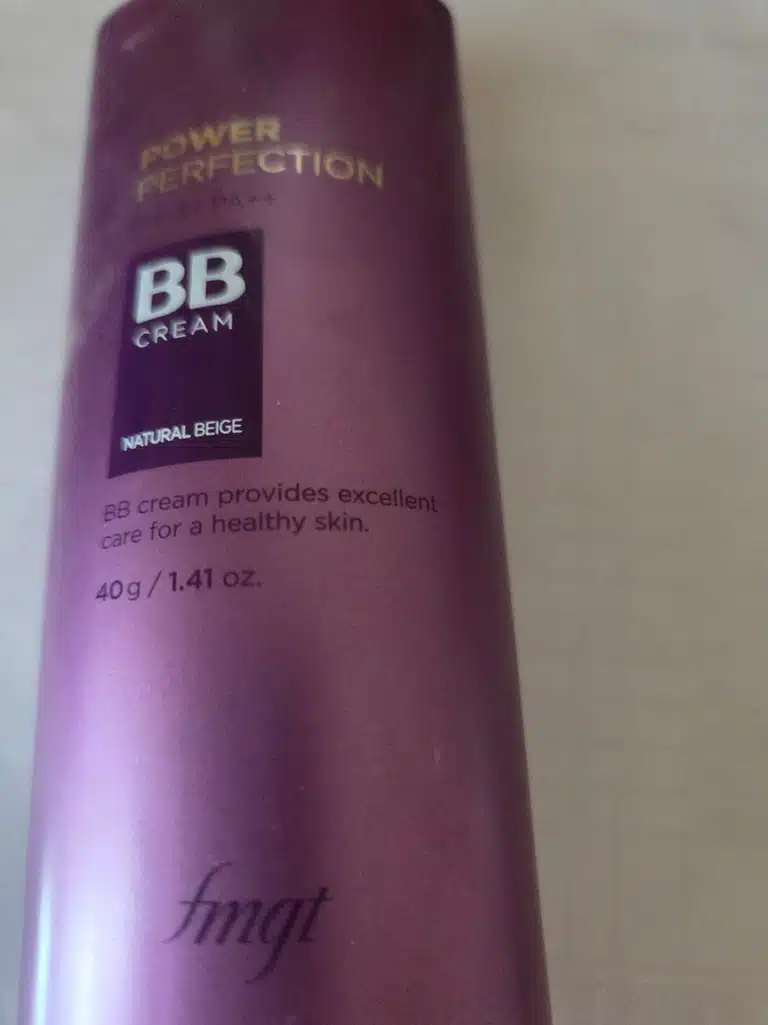 POWER
PERFECTION
PA++
BB
CREAM
NATURAL BEIGE
BB cream provides excellent
care for a healthy skin.
40g / 1.41 oz.
fmgt